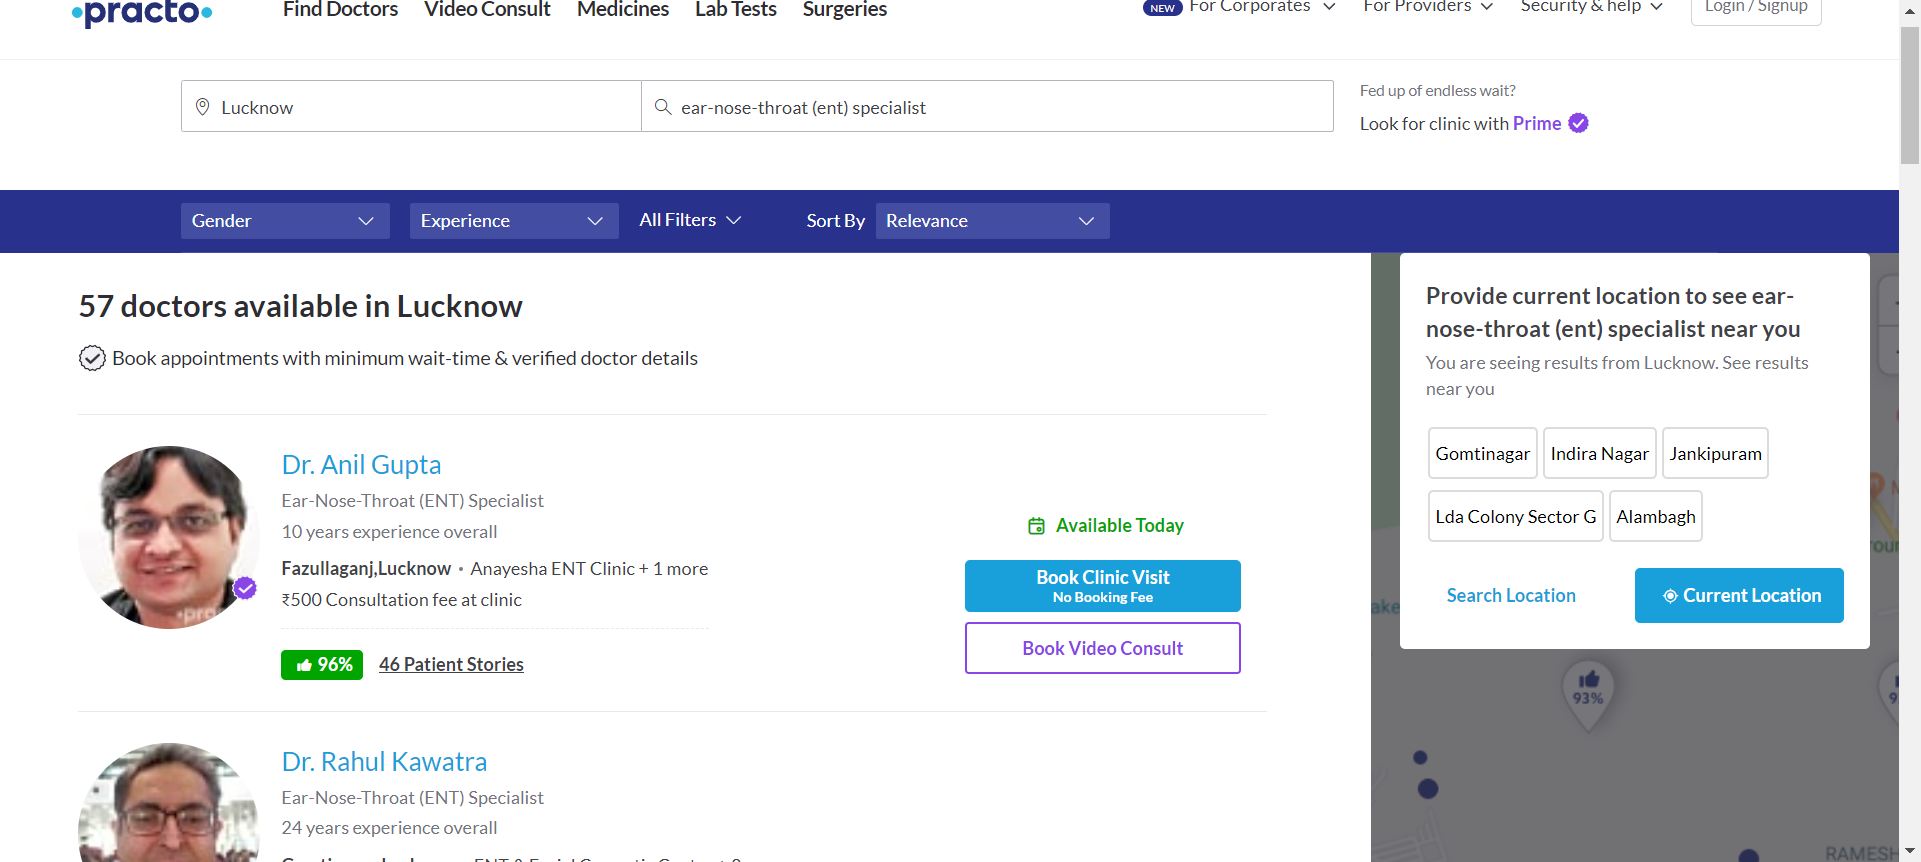 practo
Find Doctors Video Consult Medicines Lab Tests Surgeries
NEW For Corporates For Providers Security & help Login / Signup
Lucknow
ear-nose-throat (ent) specialist
Fed up of endless wait?
Look for clinic with Prime
Gender Experience All Filters Sort By Relevance
57 doctors available in Lucknow
Book appointments with minimum wait-time & verified doctor details
Dr. Anil Gupta
Ear-Nose-Throat (ENT) Specialist
10 years experience overall
Fazullaganj,Lucknow • Anayesha ENT Clinic + 1 more
₹500 Consultation fee at clinic
96% 46 Patient Stories
Available Today
Book Clinic Visit
No Booking Fee
Book Video Consult
Dr. Rahul Kawatra
Ear-Nose-Throat (ENT) Specialist
24 years experience overall
Provide current location to see ear-
nose-throat (ent) specialist near you
You are seeing results from Lucknow. See results
near you
Gomtinagar Indira Nagar Jankipuram
Lda Colony Sector G Alambagh
Search Location Current Location
93%